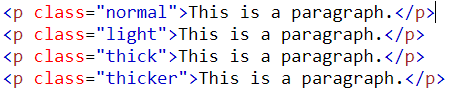 <p class="normal">This is a paragraph.</p>
<p class="light">This is a paragraph.</p>
<p class="thick">This is a paragraph.</p>
<p class="thicker">This is a paragraph.</p>